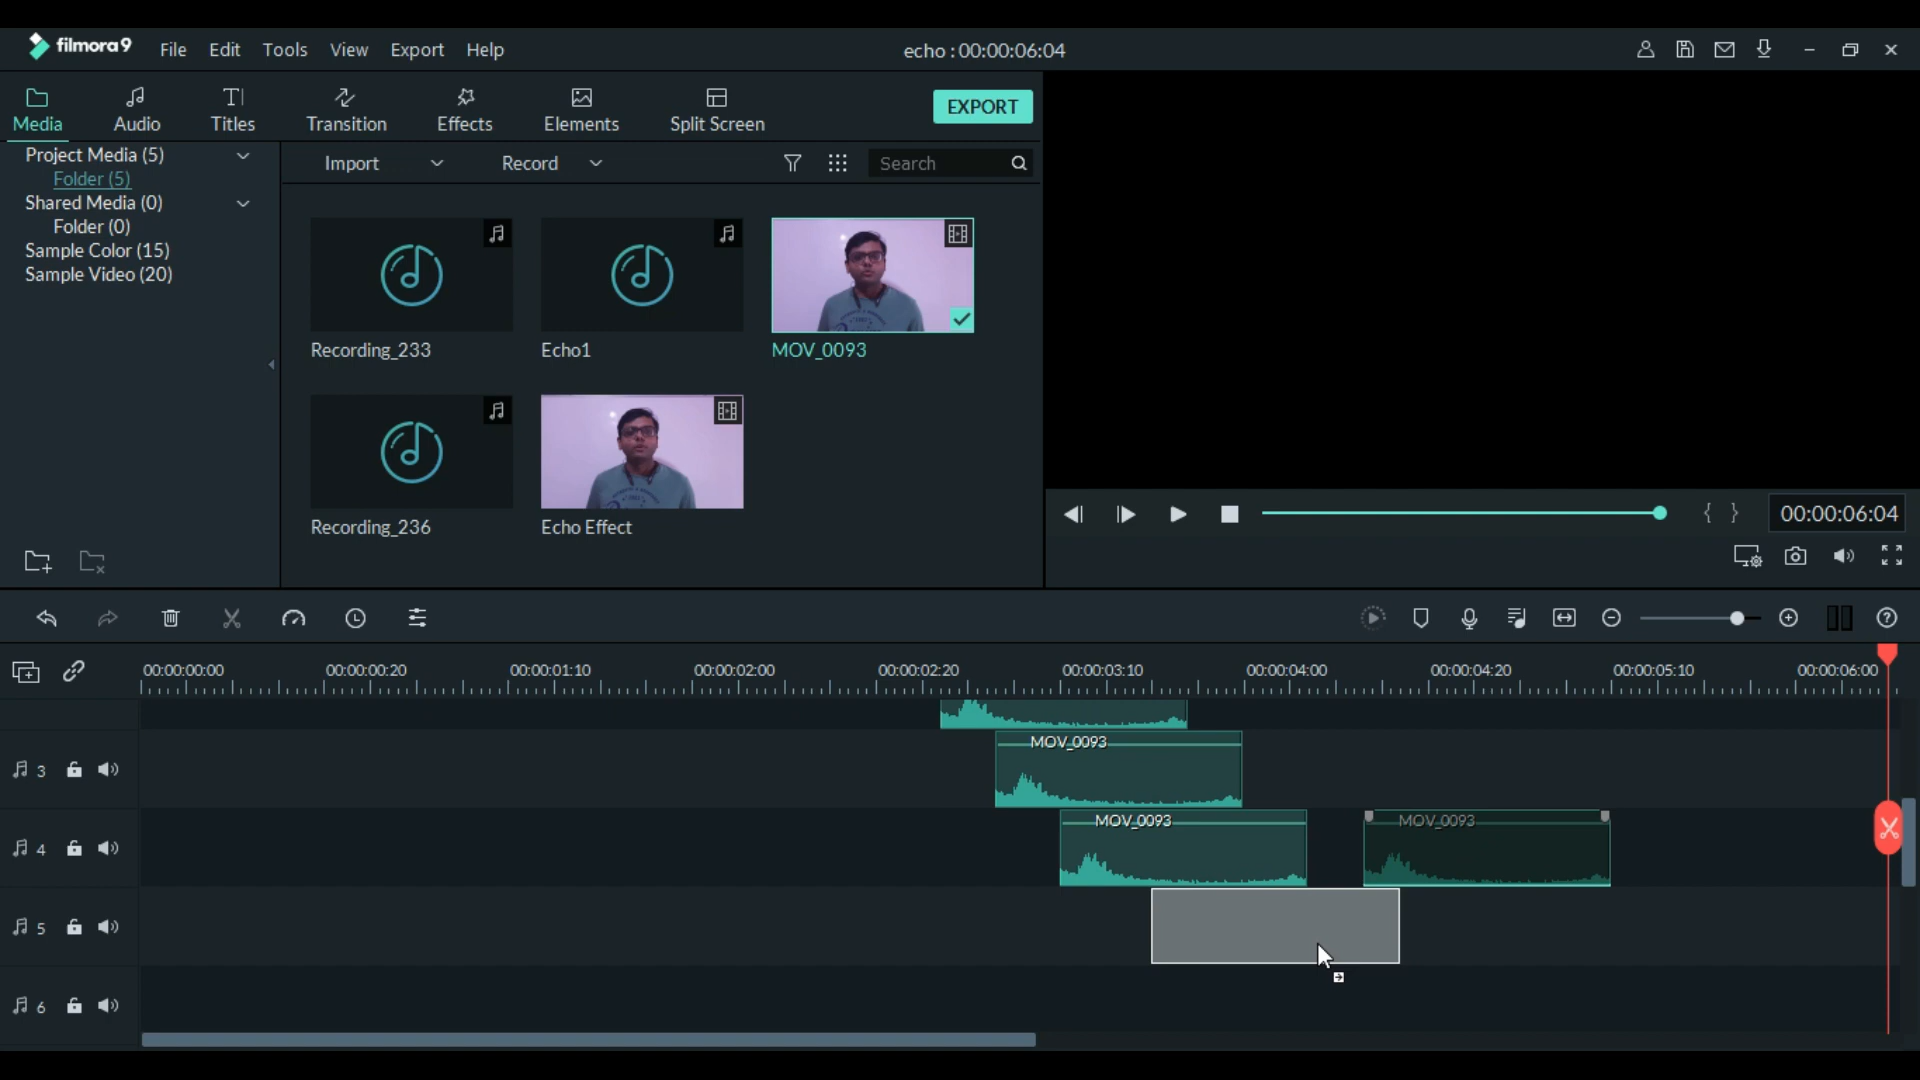 filmora9 File Edit Tools View Export Help echo : 00:00:06:04
Media Audio Titles Transition Effects Elements Split Screen EXPORT
Project Media (5)
Folder (5)
Shared Media (0)
Folder (0)
Sample Color (15)
Sample Video (20)
Import Record Search
Recording_233 Echo1 MOV_0093
Recording_236 Echo Effect
00:00:06:04
00:00:00:00 00:00:00:20 00:00:01:10 00:00:02:00 00:00:02:20 00:00:03:10 00:00:04:00 00:00:04:20 00:00:05:10 00:00:06:00
MOV_0093
3
MOV_0093 MOV_0093
4
5
6